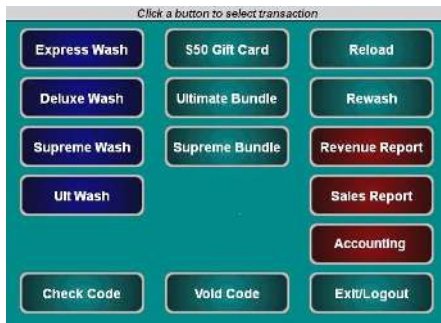 Click a button to select transaction
Express Wash $50 Gift Card Reload
Deluxe Wash Ultimate Bundle Rewash
Supreme Wash Supreme Bundle Revenue Report
Ult Wash Sales Report
Accounting
Check Code Void Code Exit/Logout